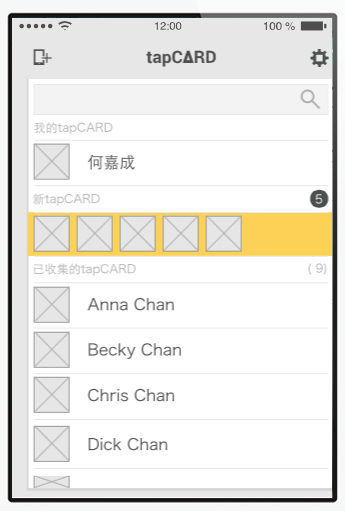 12:00
100 %
tapCARD
我的tapCARD
何嘉成
新tapCARD
5
已收集的tapCARD
( 9)
Anna Chan
Becky Chan
Chris Chan
Dick Chan